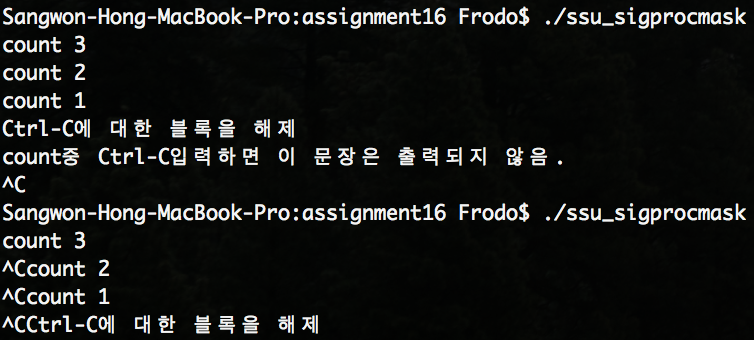 Sangwon-Hong-MacBook-Pro:assignment16 Frodo$ ./ssu_sigprocmask
count 3
count 2
count 1
Ctrl-C에 대한 블록을 해제
count중 Ctrl-C입력하면 이 문장은 출력되지 않음.
^C
Sangwon-Hong-MacBook-Pro:assignment16 Frodo$ ./ssu_sigprocmask
count 3
^Ccount 2
^Ccount 1
^CCtrl-C에 대한 블록을 해제